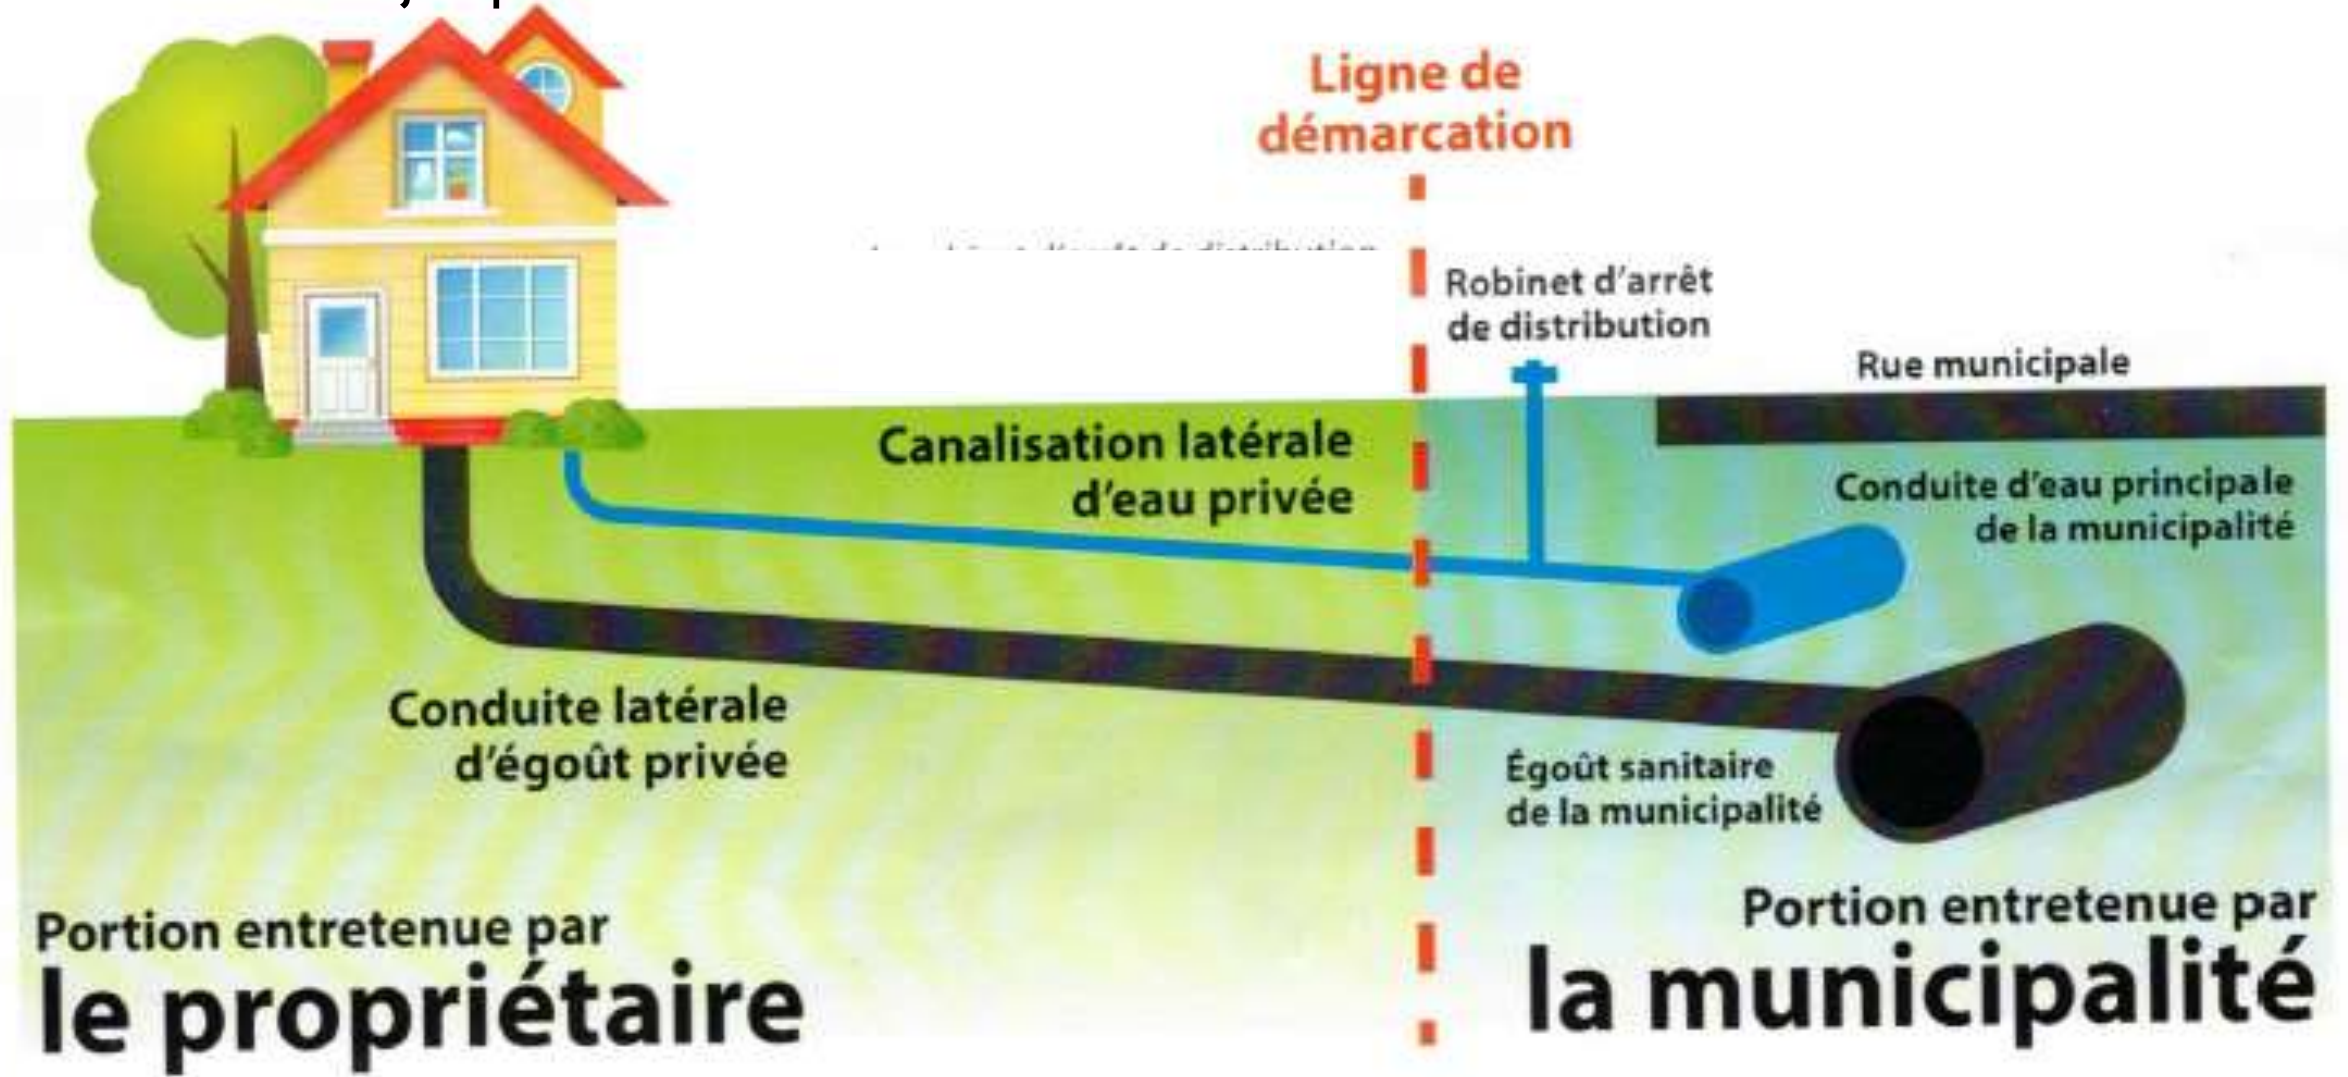 Ligne de
démarcation
Robinet d'arrêt
de distribution
Rue municipale
Canalisation latérale
d'eau privée
Conduite d'eau principale
de la municipalité
Conduite latérale
d'égoût privée
Égoût sanitaire
de la municipalité
Portion entretenue par
le propriétaire
Portion entretenue par
la municipalité